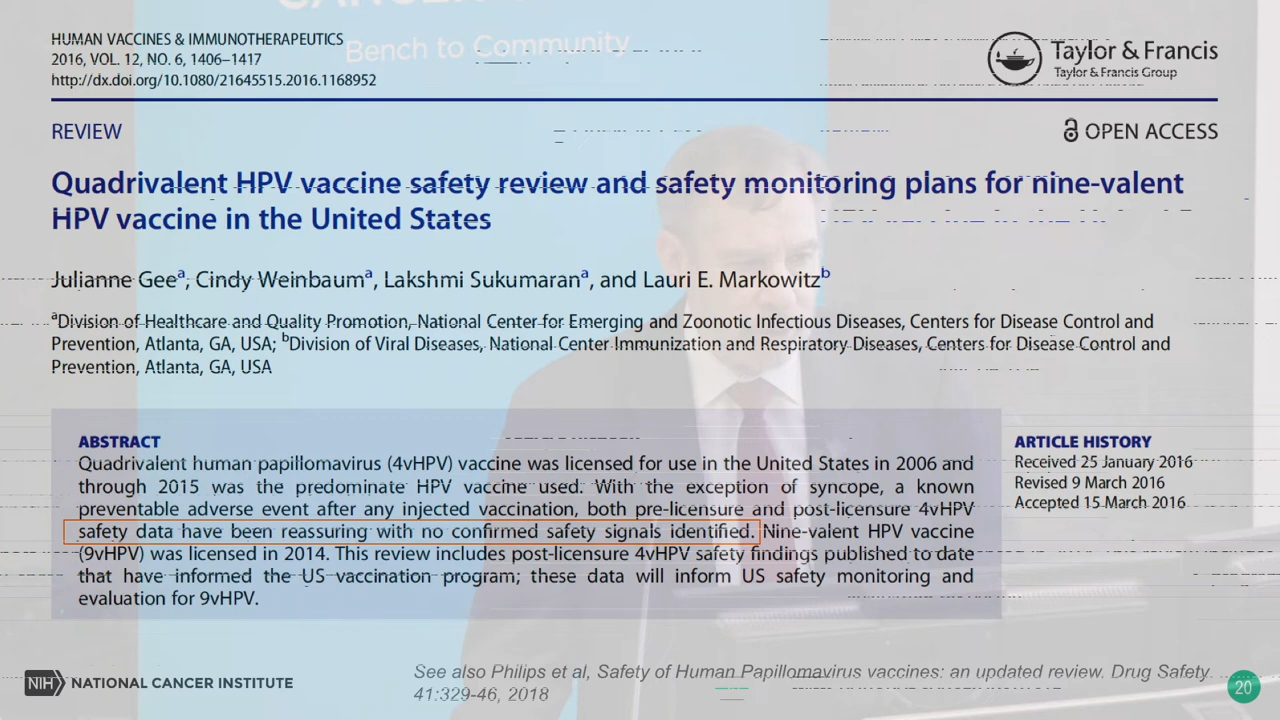 HUMAN VACCINES & IMMUNOTHERAPEUTICS
2016, VOL. 12, NO. 6, 1406–1417
http://dx.doi.org/10.1080/21645515.2016.1168952
Bench to Community
Taylor & Francis
Taylor & Francis Group
REVIEW
OPEN ACCESS
Quadrivalent HPV vaccine safety review and safety monitoring plans for nine-valent
HPV vaccine in the United States
Julianne Geeᵃ, Cindy Weinbaumᵃ, Lakshmi Sukumaranᵃ, and Lauri E. Markowitzᵇ
ᵃDivision of Healthcare and Quality Promotion, National Center for Emerging and Zoonotic Infectious Diseases, Centers for Disease Control and
Prevention, Atlanta, GA, USA; ᵇDivision of Viral Diseases, National Center Immunization and Respiratory Diseases, Centers for Disease Control and
Prevention, Atlanta, GA, USA
ABSTRACT
Quadrivalent human papillomavirus (4vHPV) vaccine was licensed for use in the United States in 2006 and
through 2015 was the predominate HPV vaccine used. With the exception of syncope, a known
preventable adverse event after any injected vaccination, both pre-licensure and post-licensure 4vHPV
safety data have been reassuring with no confirmed safety signals identified. Nine-valent HPV vaccine
(9vHPV) was licensed in 2014. This review includes post-licensure 4vHPV safety findings published to date
that have informed the US vaccination program; these data will inform US safety monitoring and
evaluation for 9vHPV.
ARTICLE HISTORY
Received 25 January 2016
Revised 9 March 2016
Accepted 15 March 2016
See also Philips et al, Safety of Human Papillomavirus vaccines: an updated review. Drug Safety
41:329-46, 2018
NIH NATIONAL CANCER INSTITUTE
20